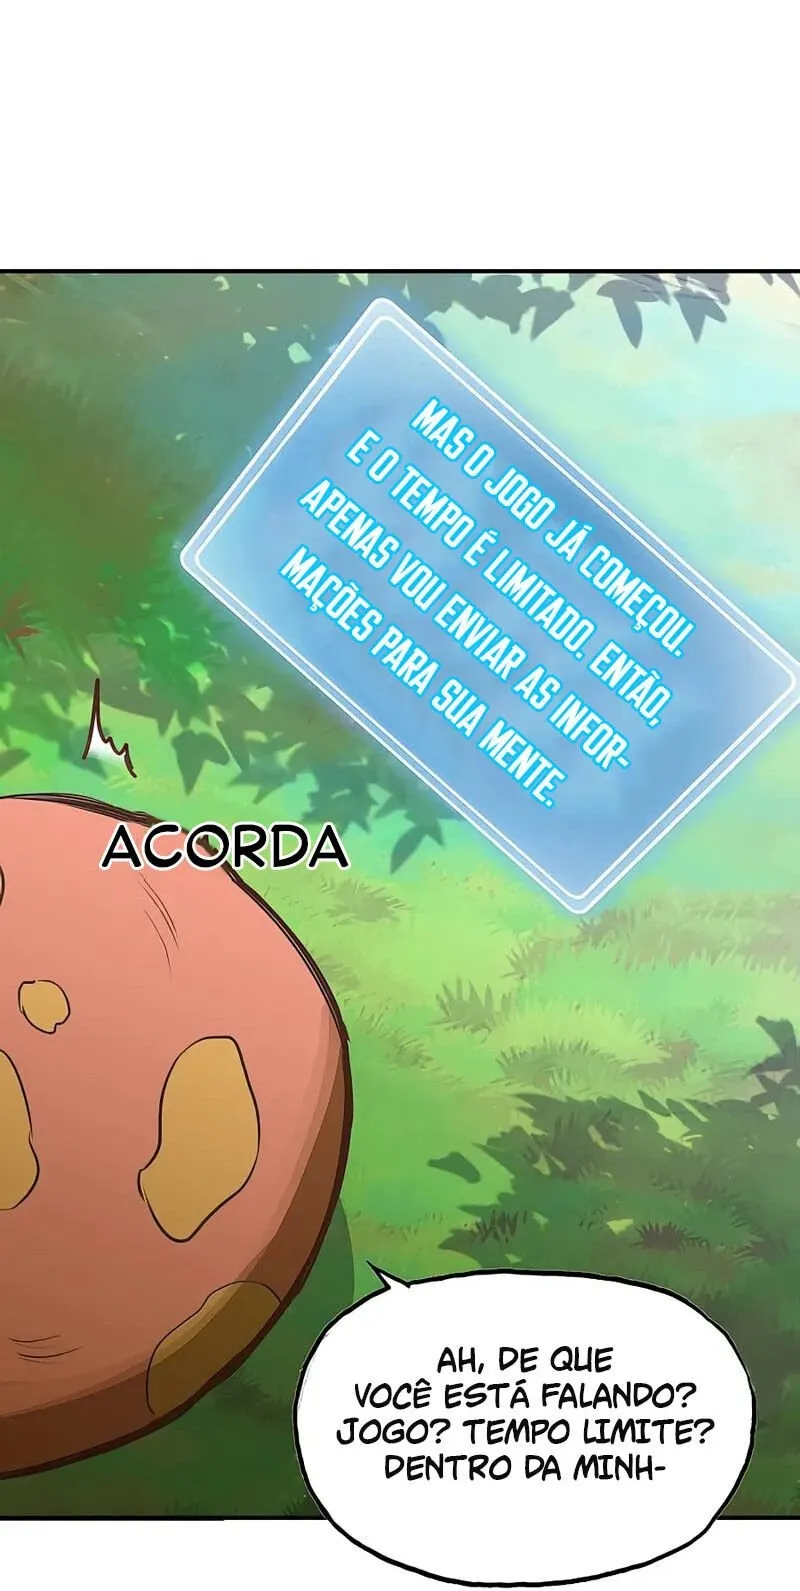 MAS O JOGO JÁ COMEÇOU.
E O TEMPO É LIMITADO. ENTÃO,
APENAS VOU ENVIAR AS INFOR-
MAÇÕES PARA SUA MENTE.
ACORDA
AH, DE QUE
VOCÊ ESTÁ FALANDO?
JOGO? TEMPO LIMITE?
DENTRO DA MINH-